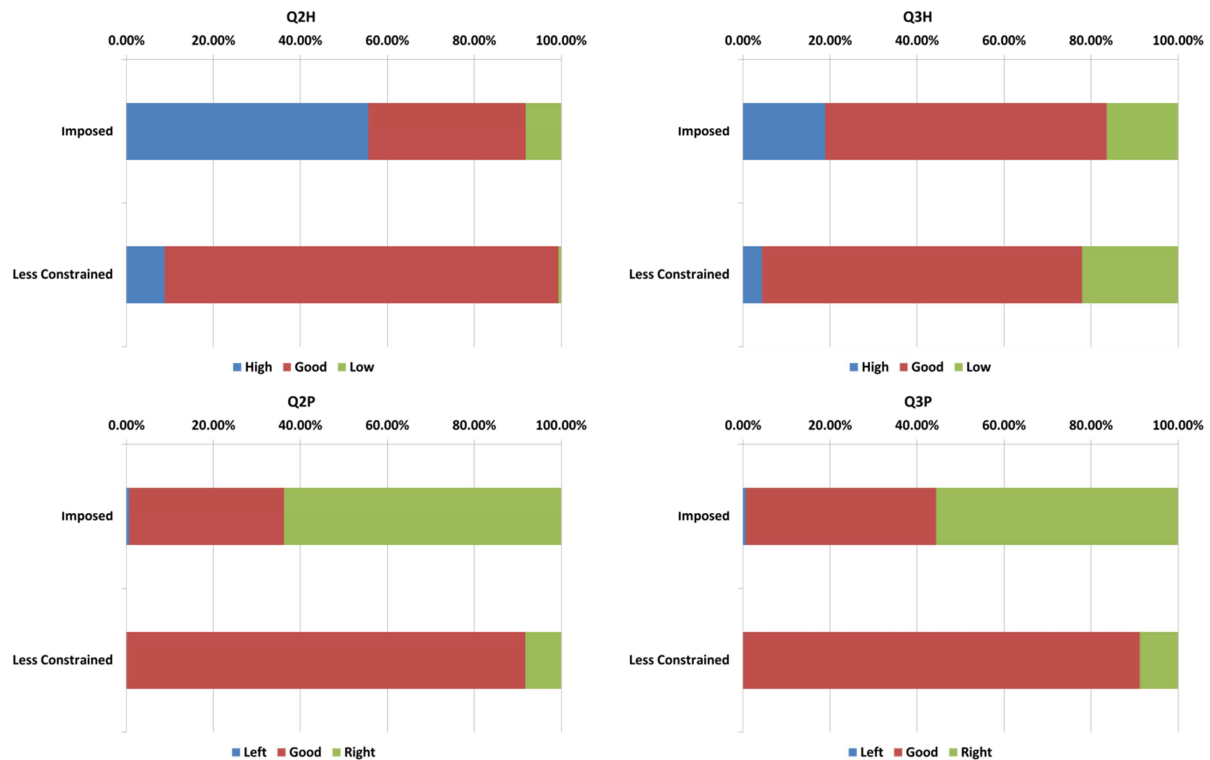 Q2H
0.00% 20.00% 40.00% 60.00% 80.00% 100.00%
Imposed
Less Constrained
High Good Low
Q3H
0.00% 20.00% 40.00% 60.00% 80.00% 100.00%
Imposed
Less Constrained
High Good Low
Q2P
0.00% 20.00% 40.00% 60.00% 80.00% 100.00%
Imposed
Less Constrained
Left Good Right
Q3P
0.00% 20.00% 40.00% 60.00% 80.00% 100.00%
Imposed
Less Constrained
Left Good Right